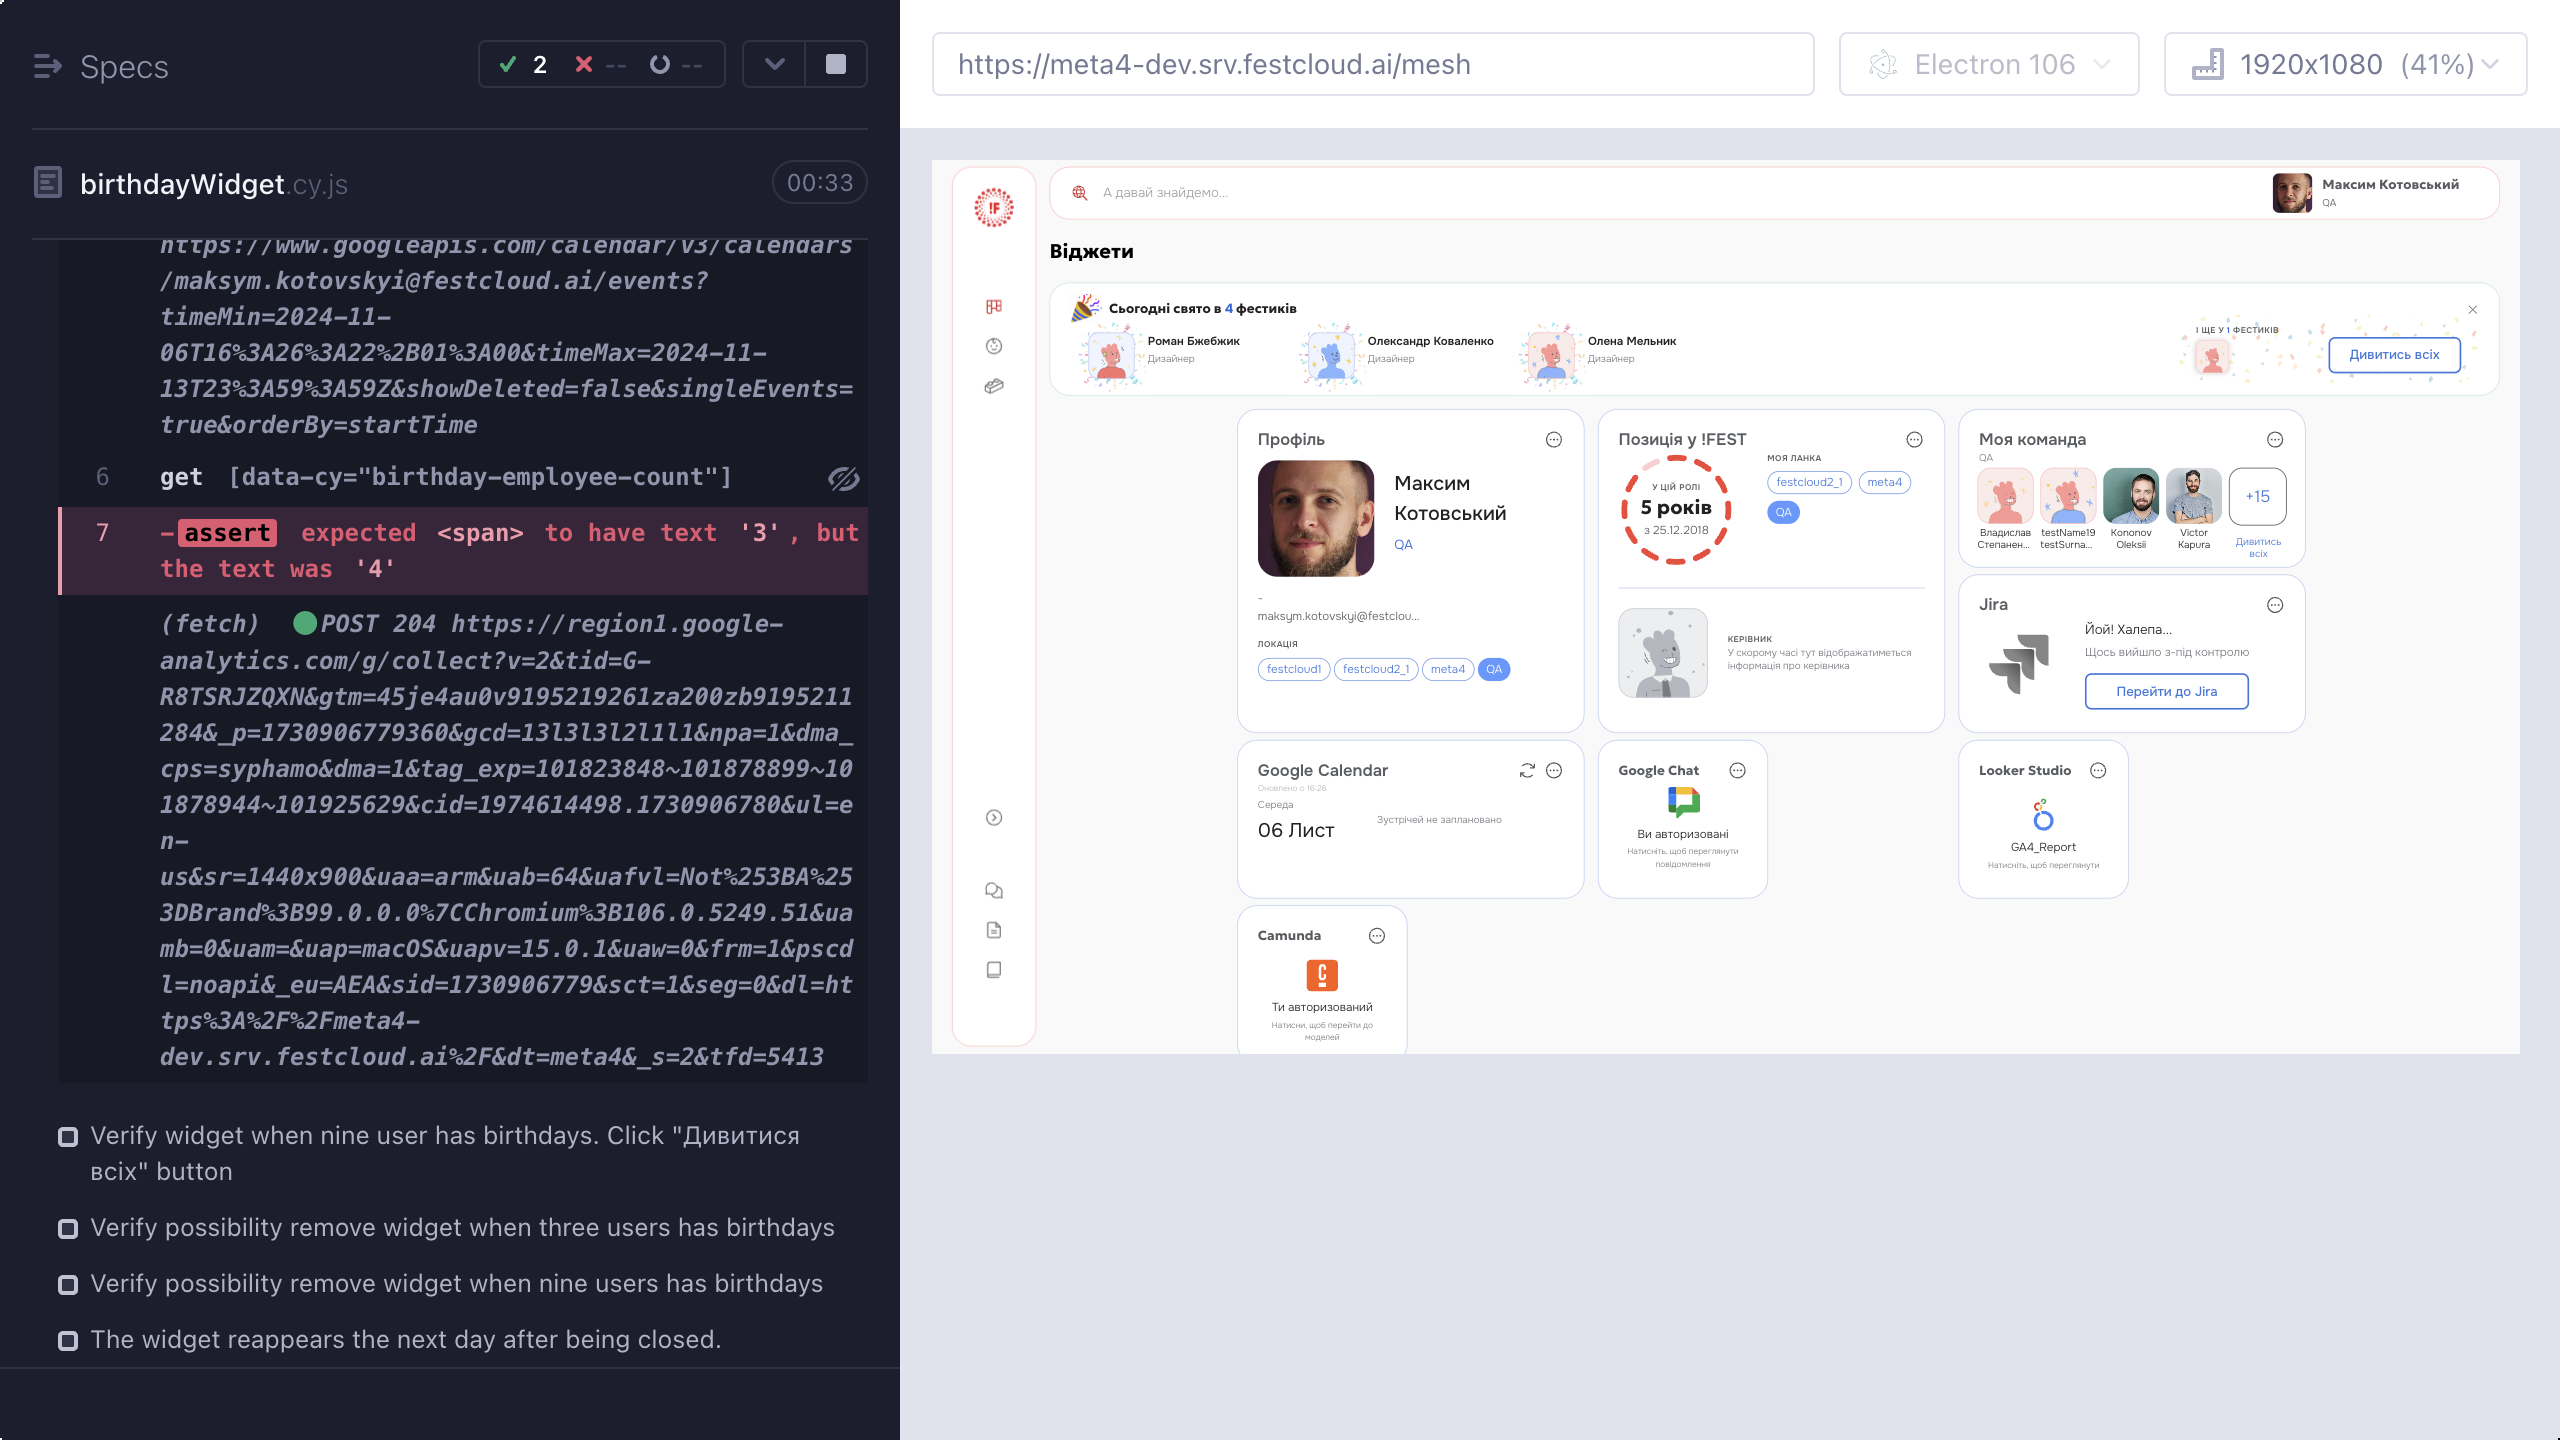 Specs
2 -- --
birthdayWidget.cy.js
00:33
https://www.googleapis.com/calendar/v3/calendars
/maksym.kotovskyi@festcloud.ai/events?
timeMin=2024-11-
06T16%3A26%3A22%2B01%3A00&timeMax=2024-11-
13T23%3A59%3A59Z&showDeleted=false&singleEvents=
true&orderBy=startTime
6 get [data-cy="birthday-employee-count"]
7 -assert expected <span> to have text '3', but
the text was '4'
(fetch) POST 204 https://region1.google-
analytics.com/g/collect?v=2&tid=G-
R8TSRJZQXN&gtm=45je4au0v9195219261za200zb9195211
284&_p=1730906779360&gcd=13l3l3l2l1l1&npa=1&dma_
cps=syphamo&dma=1&tag_exp=101823848~101878899~10
1878944~101925629&cid=1974614498.1730906780&ul=e
n-
us&sr=1440x900&uaa=arm&uab=64&uafvl=Not%253BA%25
3DBrand%3B99.0.0.0%7CChromium%3B106.0.5249.51&ua
mb=0&uam=&uap=macOS&uapv=15.0.1&uaw=0&frm=1&pscd
l=noapi&_eu=AEA&sid=1730906779&sct=1&seg=0&dl=ht
tps%3A%2F%2Fmeta4-
dev.srv.festcloud.ai%2F&dt=meta4&_s=2&tfd=5413
Verify widget when nine user has birthdays. Click "Дивитися
всіх" button
Verify possibility remove widget when three users has birthdays
Verify possibility remove widget when nine users has birthdays
The widget reappears the next day after being closed.
https://meta4-dev.srv.festcloud.ai/mesh
Electron 106
1920x1080 (41%)
!F
А давай знайдемо...
Максим Котовський
QA
Віджети
Сьогодні свято в 4 фестиків
Роман Бжебжик
Дизайнер
Олександр Коваленко
Дизайнер
Олена Мельник
Дизайнер
І ЩЕ У 1 ФЕСТИКІВ
Дивитись всіх
Профіль
Максим
Котовський
QA
-
maksym.kotovskyi@festclou...
ЛОКАЦІЯ
festcloud1 festcloud2_1 meta4 QA
Позиція у !FEST
У ЦІЙ РОЛІ
5 років
з 25.12.2018
МОЯ ЛАНКА
festcloud2_1 meta4
QA
КЕРІВНИК
У скорому часі тут відображатиметься
інформація про керівника
Моя команда
QA
Владислав
Степанен...
testName19
testSurna...
Kononov
Oleksii
Victor
Kapura
+15
Дивитись
всіх
Jira
Йой! Халепа...
Щось вийшло з-під контролю
Перейти до Jira
Google Calendar
Оновлено о 16:26
Середа
06 Лист
Зустрічей не заплановано
Google Chat
Ви авторизовані
Натисніть, щоб переглянути
повідомлення
Looker Studio
GA4_Report
Натисніть, щоб переглянути
Camunda
C
Ти авторизований
Натисни, щоб перейти до
моделей